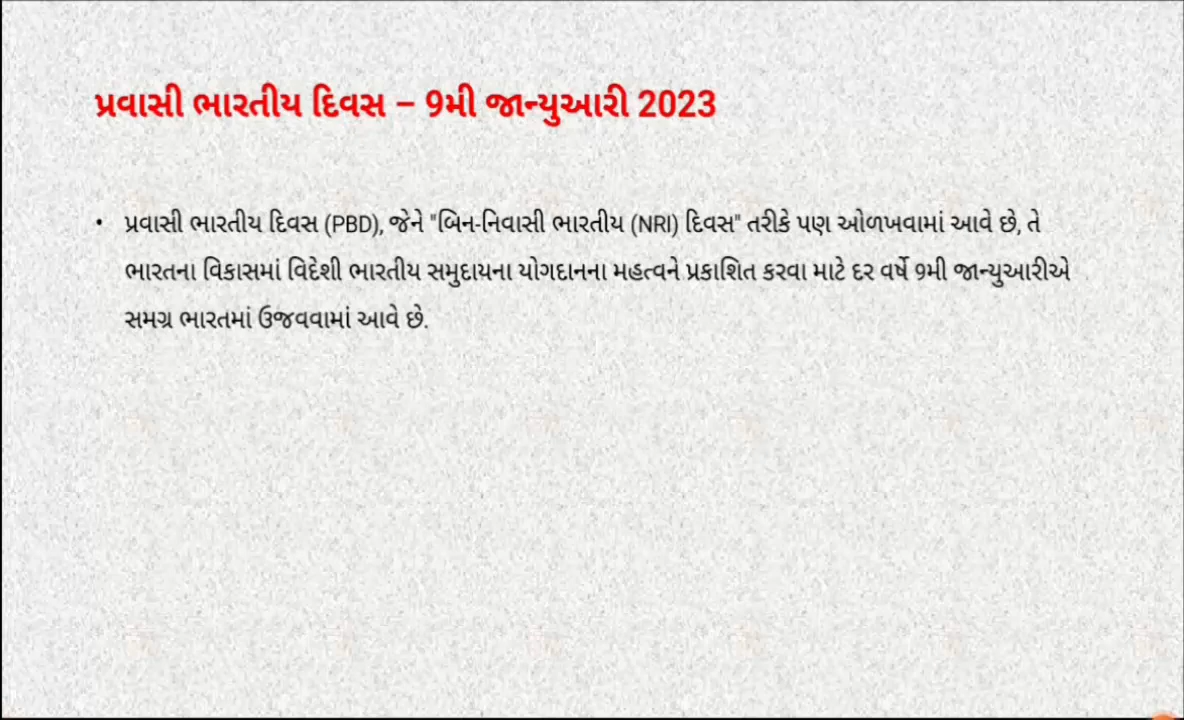 પ્રવાસી ભારતીય દિવસ – 9મી જાન્યુઆરી 2023
• પ્રવાસી ભારતીય દિવસ (PBD), જેને "બિન-નિવાસી ભારતીય (NRI) દિવસ" તરીકે પણ ઓળખવામાં આવે છે, તે
ભારતના વિકાસમાં વિદેશી ભારતીય સમુદાયના યોગદાનના મહત્વને પ્રકાશિત કરવા માટે દર વર્ષે 9મી જાન્યુઆરીએ
સમગ્ર ભારતમાં ઉજવવામાં આવે છે.